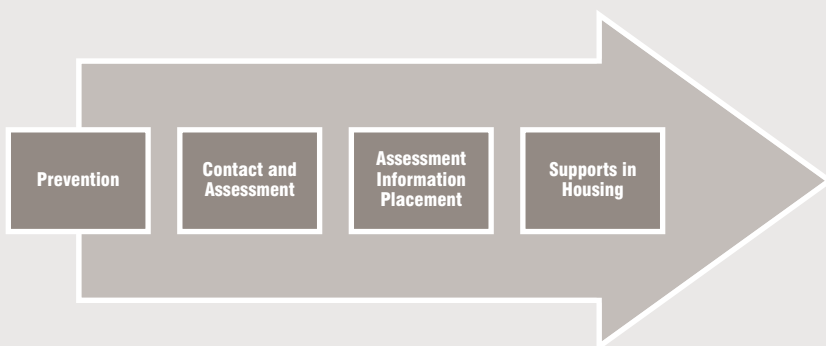 Prevention
Contact and
Assessment
Assessment
Information
Placement
Supports in
Housing